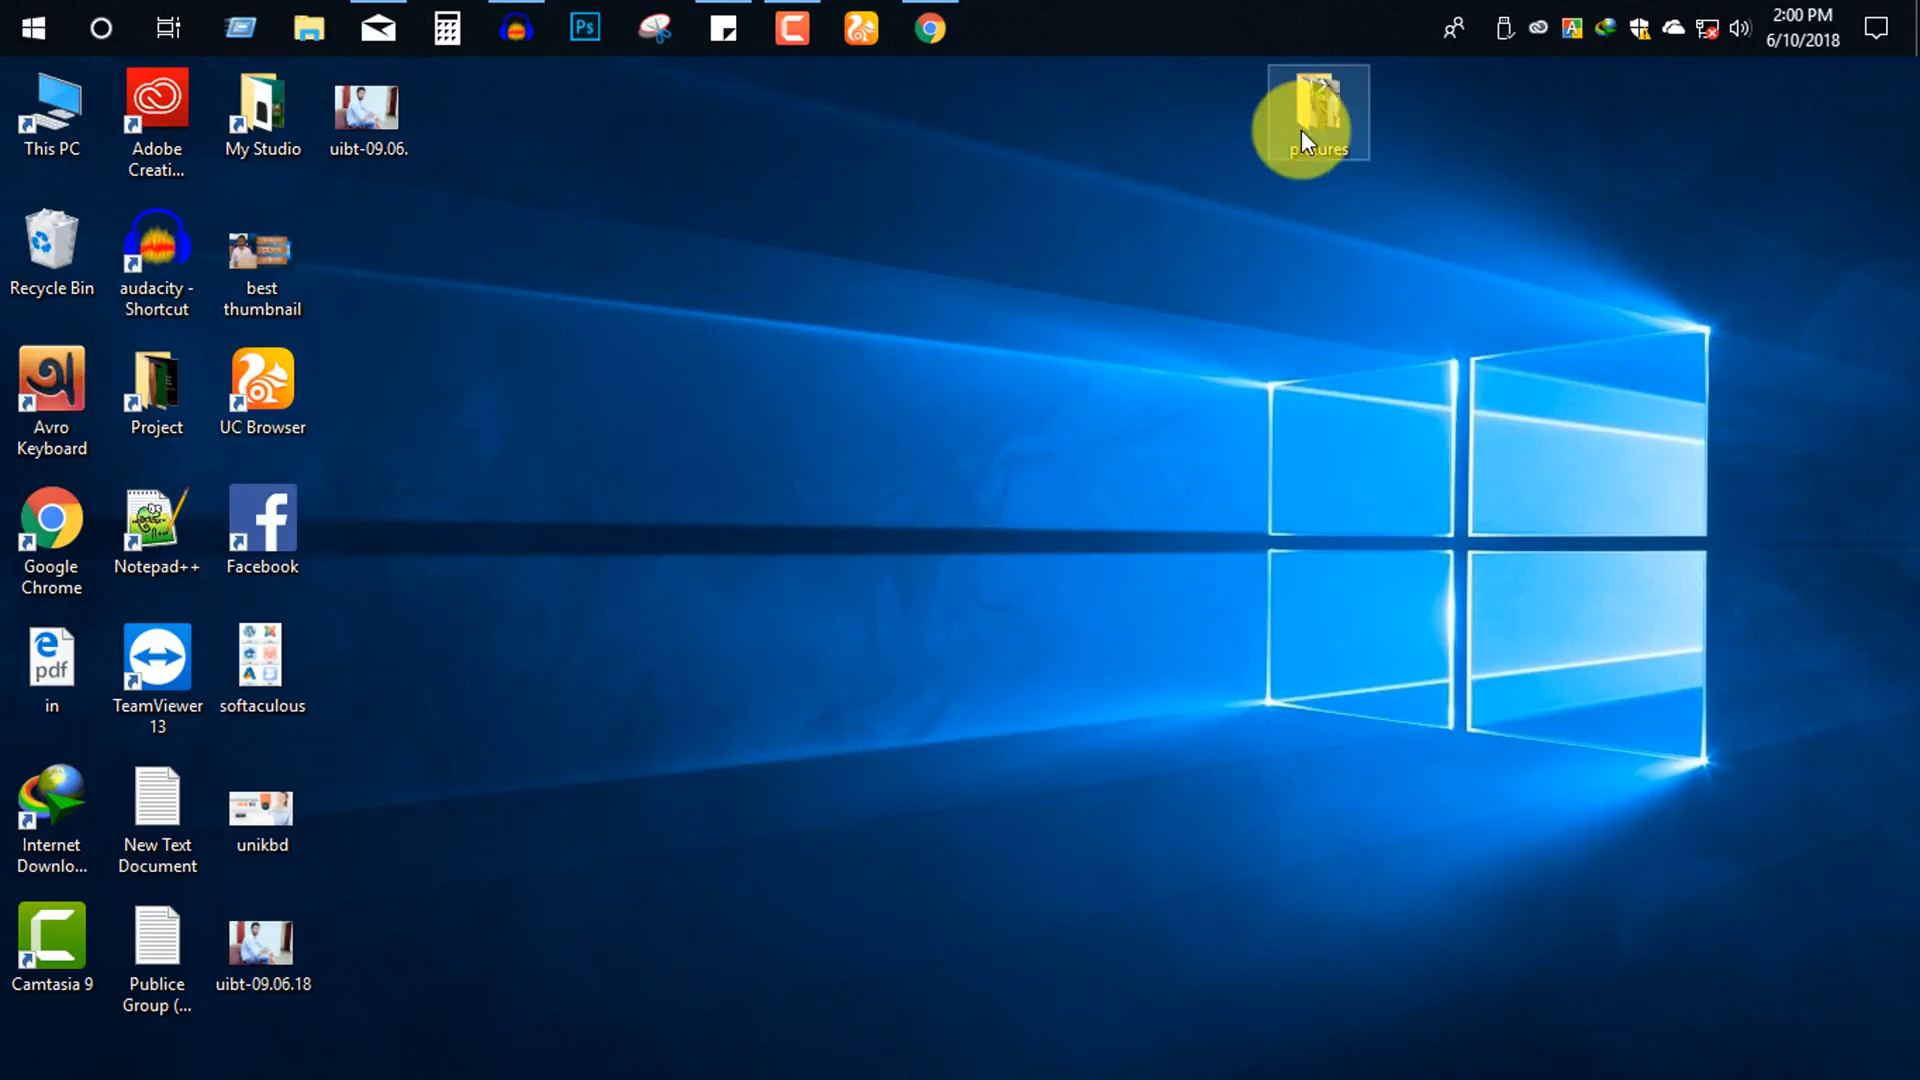 Ps
2:00 PM
6/10/2018
This PC
Adobe
Creati...
My Studio
uibt-09.06.
pictures
Recycle Bin
audacity -
Shortcut
best
thumbnail
অ
Avro
Keyboard
Project
UC Browser
Google
Chrome
Notepad++
Facebook
pdf
in
TeamViewer
13
softaculous
Internet
Downlo...
New Text
Document
unikbd
Camtasia 9
Publice
Group (...
uibt-09.06.18